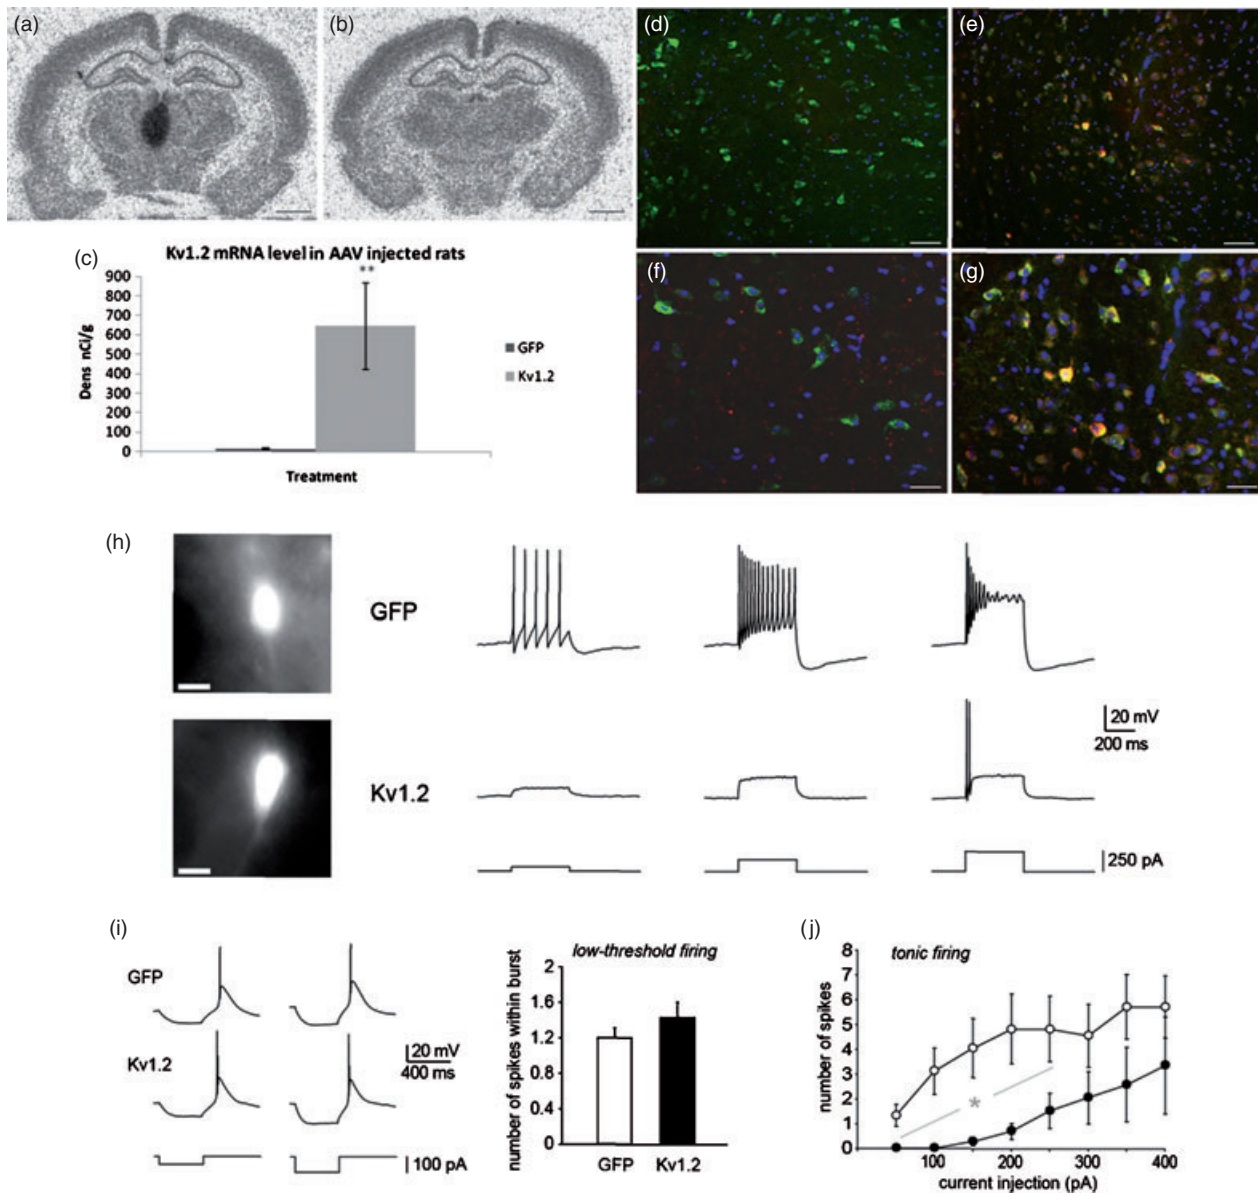 (a)
(b)
(c)
Kv1.2 mRNA level in AAV injected rats
**
Dens nCi/g
900
800
700
600
500
400
300
200
100
0
GFP
Kv1.2
Treatment
(d)
(e)
(f)
(g)
(h)
GFP
Kv1.2
20 mV
200 ms
250 pA
(i)
GFP
Kv1.2
20 mV
400 ms
100 pA
low-threshold firing
number of spikes within burst
2
1.6
1.2
0.8
0.4
0
GFP
Kv1.2
(j)
tonic firing
number of spikes
8
7
6
5
4
3
2
1
0
*
100
200
300
400
current injection (pA)